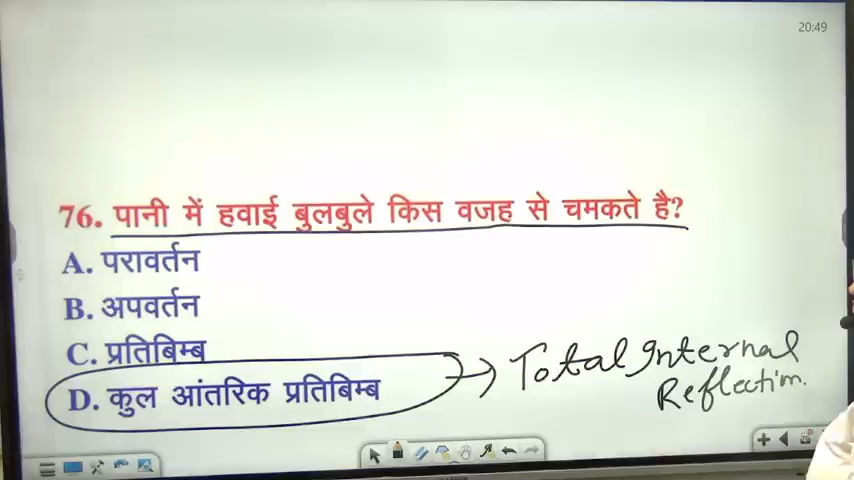 20:49
76. पानी में हवाई बुलबुले किस वजह से चमकते है?
A. परावर्तन
B. अपवर्तन
C. प्रतिबिम्ब
D. कुल आंतरिक प्रतिबिम्ब
Total Internal
Reflection.